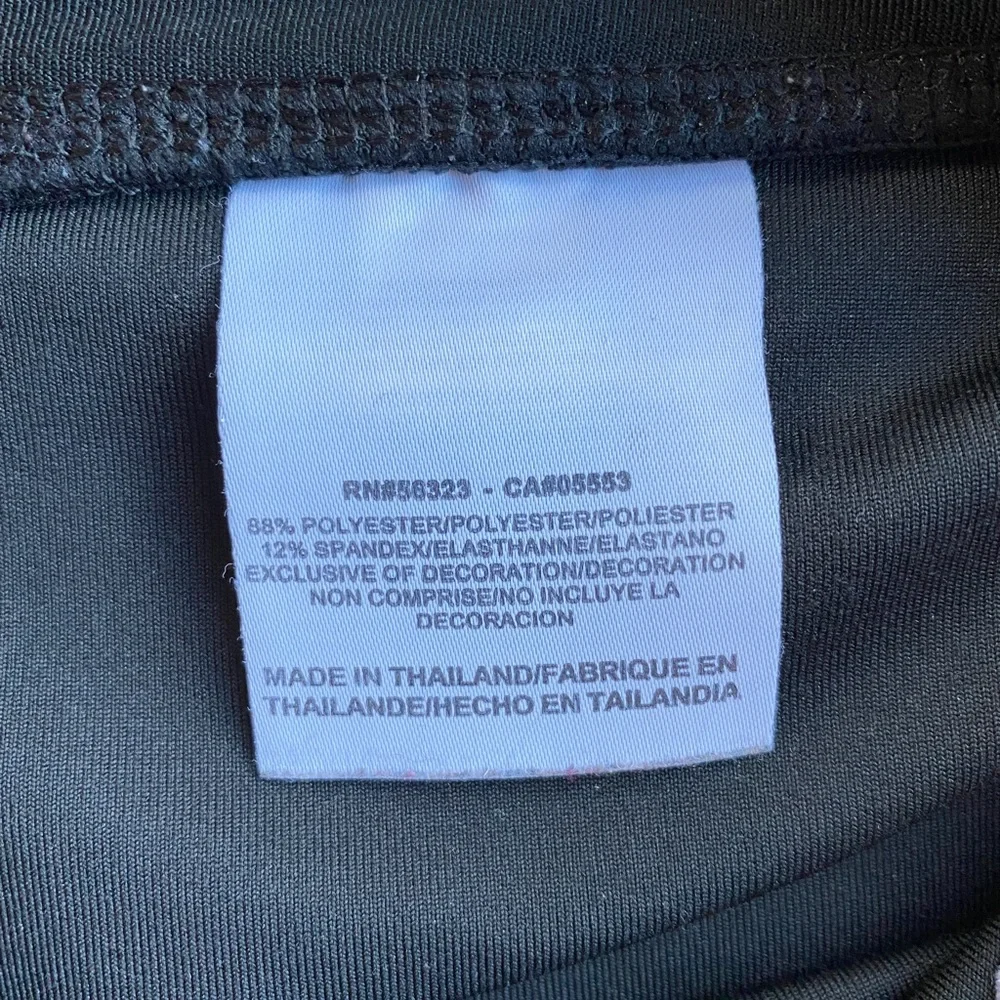 RN#56323 - CA#05553
88% POLYESTER/POLYESTER/POLIESTER
12% SPANDEX/ELASTHANNE/ELASTANO
EXCLUSIVE OF DECORATION/DECORATION
NON COMPRISE/NO INCLUYE LA
DECORACION
MADE IN THAILAND/FABRIQUE EN
THAILANDE/HECHO EN TAILANDIA